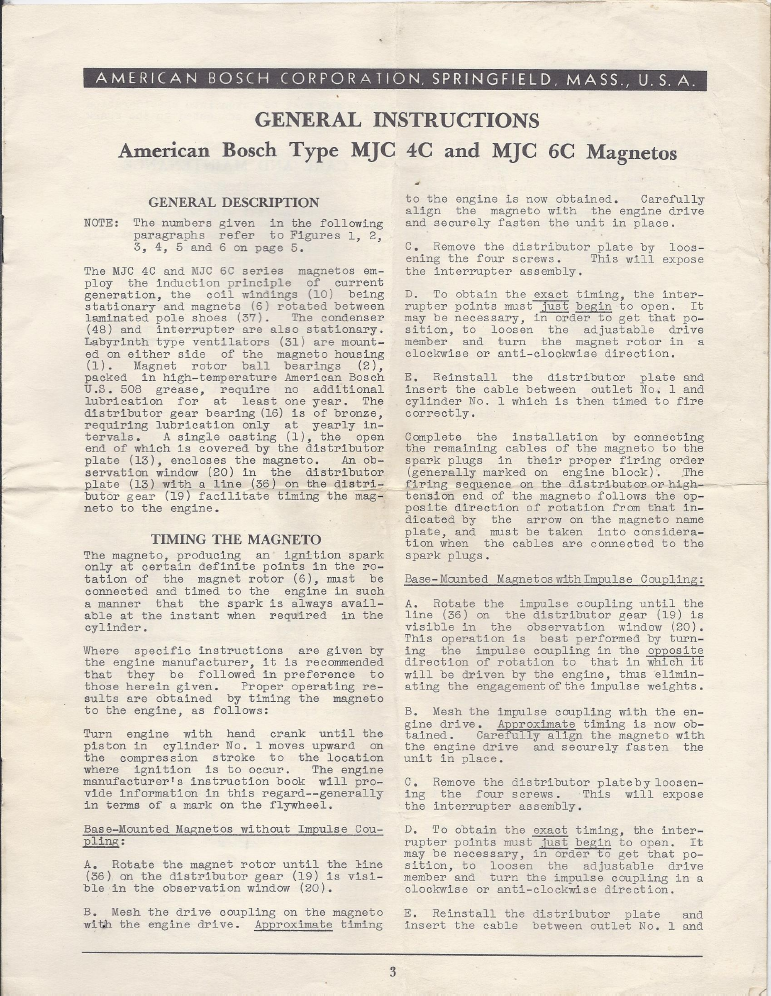 AMERICAN BOSCH CORPORATION, SPRINGFIELD, MASS., U. S. A.
GENERAL INSTRUCTIONS
American Bosch Type MJC 4C and MJC 6C Magnetos
GENERAL DESCRIPTION
NOTE: The numbers given in the following
paragraphs refer to Figures 1, 2,
3, 4, 5 and 6 on page 5.
The MJC 4C and MJC 6C series magnetos em-
ploy the induction principle of current
generation, the coil windings (10) being
stationary and magnets (6) rotated between
laminated pole shoes (37). The condenser
(48) and interrupter are also stationary.
Labyrinth type ventilators (31) are mount-
ed on either side of the magneto housing
(1). Magnet rotor ball bearings (2),
packed in high-temperature American Bosch
U.S. 508 grease, require no additional
lubrication for at least one year. The
distributor gear bearing (16) is of bronze,
requiring lubrication only at yearly in-
tervals. A single casting (1), the open
end of which is covered by the distributor
plate (13), encloses the magneto. An ob-
servation window (20) in the distributor
plate (13) with a line (36) on the distri-
butor gear (19) facilitate timing the mag-
neto to the engine.
TIMING THE MAGNETO
The magneto, producing an ignition spark
only at certain definite points in the ro-
tation of the magnet rotor (6), must be
connected and timed to the engine in such
a manner that the spark is always avail-
able at the instant when required in the
cylinder.
Where specific instructions are given by
the engine manufacturer, it is recommended
that they be followed in preference to
those herein given. Proper operating re-
sults are obtained by timing the magneto
to the engine, as follows:
Turn engine with hand crank until the
piston in cylinder No. 1 moves upward on
the compression stroke to the location
where ignition is to occur. The engine
manufacturer's instruction book will pro-
vide information in this regard--generally
in terms of a mark on the flywheel.
Base-Mounted Magnetos without Impulse Cou-
pling:
A. Rotate the magnet rotor until the line
(36) on the distributor gear (19) is visi-
ble in the observation window (20).
B. Mesh the drive coupling on the magneto
with the engine drive. Approximate timing
to the engine is now obtained. Carefully
align the magneto with the engine drive
and securely fasten the unit in place.
C. Remove the distributor plate by loos-
ening the four screws. This will expose
the interrupter assembly.
D. To obtain the exact timing, the inter-
rupter points must just begin to open. It
may be necessary, in order to get that po-
sition, to loosen the adjustable drive
member and turn the magnet rotor in a
clockwise or anti-clockwise direction.
E. Reinstall the distributor plate and
insert the cable between outlet No. 1 and
cylinder No. 1 which is then timed to fire
correctly.
Complete the installation by connecting
the remaining cables of the magneto to the
spark plugs in their proper firing order
(generally marked on engine block). The
firing sequence on the distributor or high-
tension end of the magneto follows the op-
posite direction of rotation from that in-
dicated by the arrow on the magneto name
plate, and must be taken into considera-
tion when the cables are connected to the
spark plugs.
Base-Mounted Magnetos with Impulse Coupling:
A. Rotate the impulse coupling until the
line (36) on the distributor gear (19) is
visible in the observation window (20).
This operation is best performed by turn-
ing the impulse coupling in the opposite
direction of rotation to that in which it
will be driven by the engine, thus elimin-
ating the engagement of the impulse weights.
B. Mesh the impulse coupling with the en-
gine drive. Approximate timing is now ob-
tained. Carefully align the magneto with
the engine drive and securely fasten the
unit in place.
C. Remove the distributor plate by loosen-
ing the four screws. This will expose
the interrupter assembly.
D. To obtain the exact timing, the inter-
rupter points must just begin to open. It
may be necessary, in order to get that po-
sition, to loosen the adjustable drive
member and turn the impulse coupling in a
clockwise or anti-clockwise direction.
E. Reinstall the distributor plate and
insert the cable between outlet No. 1 and
3